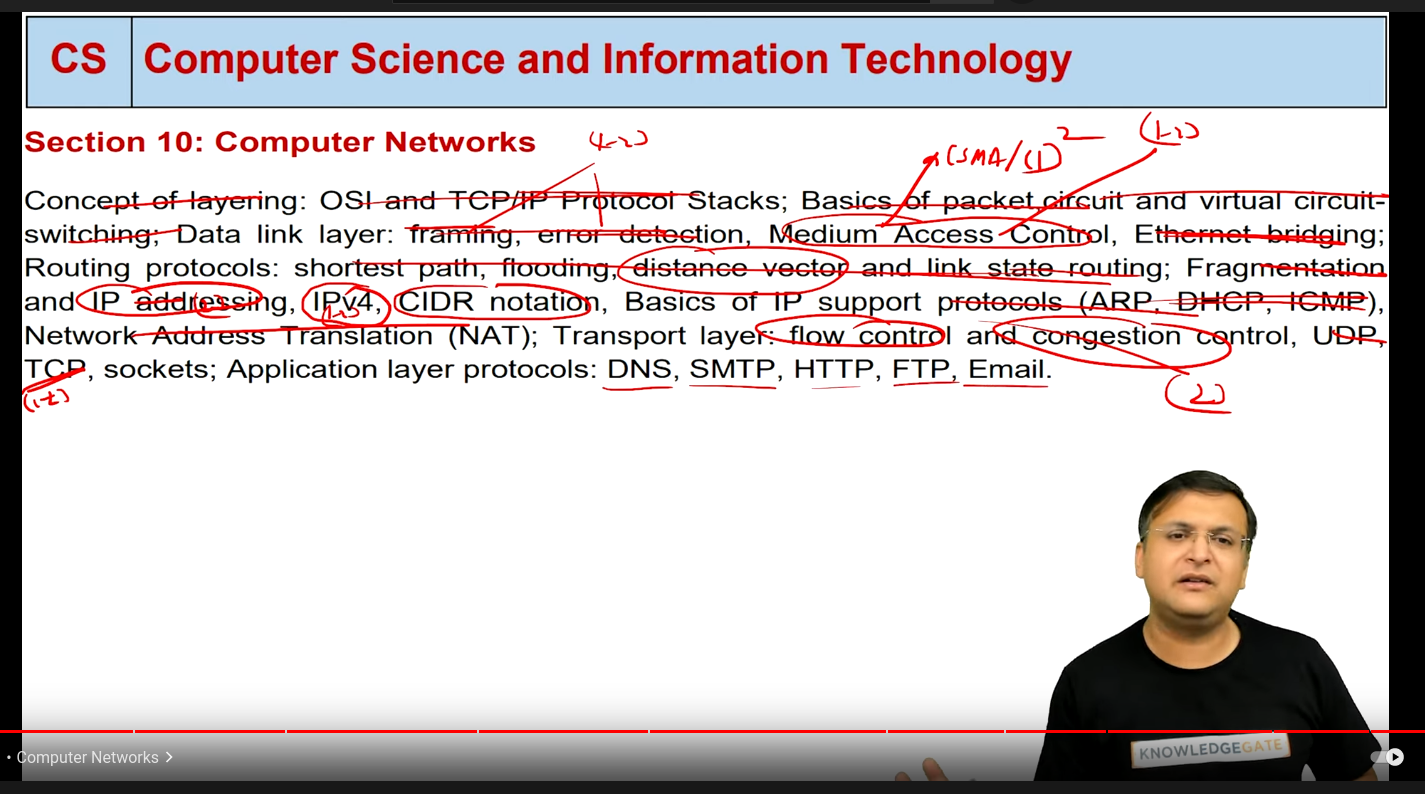 CS Computer Science and Information Technology
Section 10: Computer Networks
(1-2)
CSMA/CD
2
(1-2)
Concept of layering: OSI and TCP/IP Protocol Stacks; Basics of packet circuit and virtual circuit-
switching; Data link layer: framing, error detection, Medium Access Control, Ethernet bridging;
Routing protocols: shortest path, flooding, distance vector and link state routing; Fragmentation
and IP addressing, IPv4, CIDR notation, Basics of IP support protocols (ARP, DHCP, ICMP),
Network Address Translation (NAT); Transport layer: flow control and congestion control, UDP,
TCP, sockets; Application layer protocols: DNS, SMTP, HTTP, FTP, Email.
(1-2)
(2)
KNOWLEDGEGATE
• Computer Networks